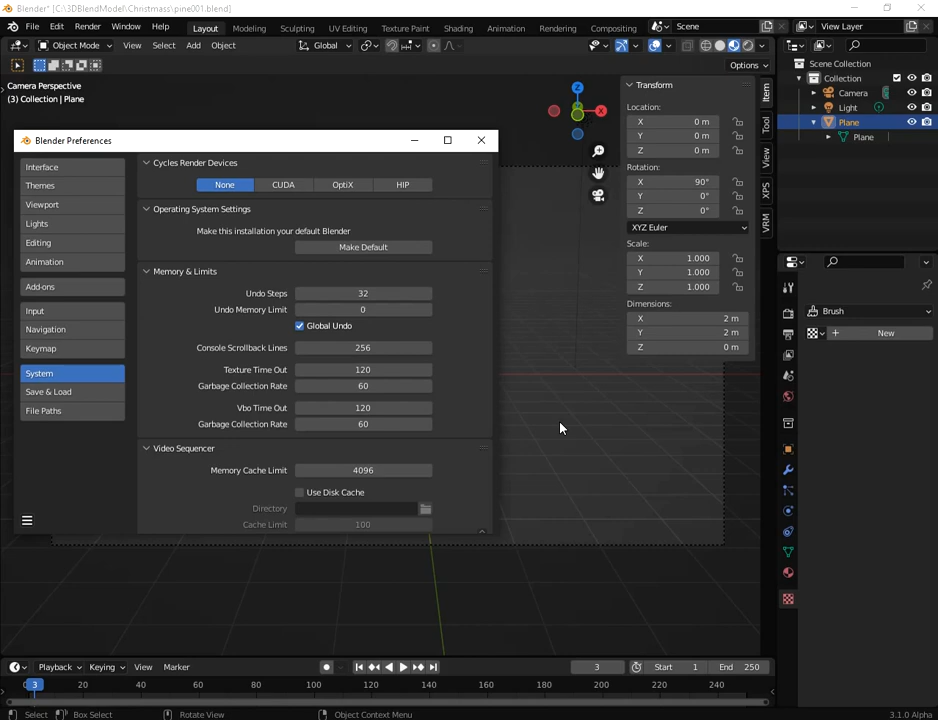 Blender* [C:\3DBlendModel\Christmass\pine001.blend]
File Edit Render Window Help Layout Modeling Sculpting UV Editing Texture Paint Shading Animation Rendering Compositing Scene View Layer
Object Mode View Select Add Object Global
Options
Camera Perspective
(3) Collection | Plane
Z
X
Blender Preferences
Interface
Themes
Viewport
Lights
Editing
Animation
Add-ons
Input
Navigation
Keymap
System
Save & Load
File Paths
Cycles Render Devices
None CUDA OptiX HIP
Operating System Settings
Make this installation your default Blender
Make Default
Memory & Limits
Undo Steps 32
Undo Memory Limit 0
Global Undo
Console Scrollback Lines 256
Texture Time Out 120
Garbage Collection Rate 60
Vbo Time Out 120
Garbage Collection Rate 60
Video Sequencer
Memory Cache Limit 4096
Use Disk Cache
Directory
Cache Limit 100
Transform
Location:
X 0 m
Y 0 m
Z 0 m
Rotation:
X 90°
Y 0°
Z 0°
XYZ Euler
Scale:
X 1.000
Y 1.000
Z 1.000
Dimensions:
X 2 m
Y 2 m
Z 0 m
Item
Tool
View
XPS
VRM
Scene Collection
Collection
Camera
Light
Plane
Plane
Brush
New
Playback Keying View Marker 3 Start 1 End 250
0 3 20 40 60 80 100 120 140 160 180 200 220 240
Select Box Select Rotate View Object Context Menu 3.1.0 Alpha